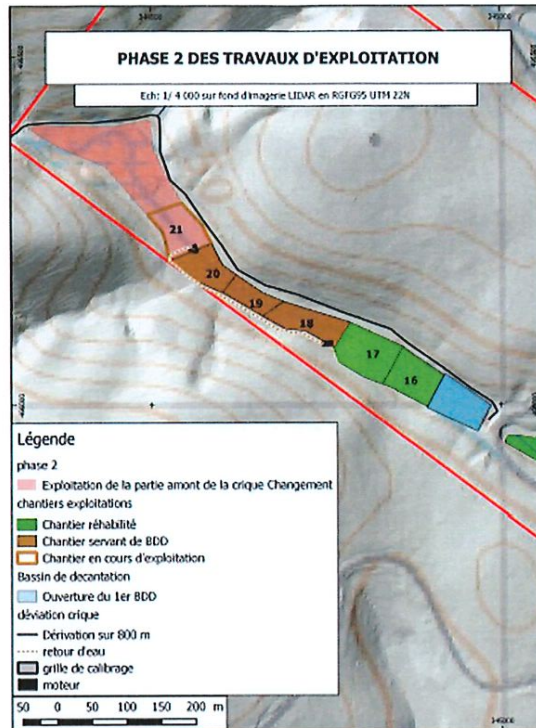 PHASE 2 DES TRAVAUX D'EXPLOITATION
Ech: 1/ 4 000 sur fond d'imagerie LIDAR en RGFG95 UTM 22N
21
20
19
18
17
16
Légende
phase 2
Exploitation de la partie amont de la crique Changement
chantiers exploitations
Chantier réhabilité
Chantier servant de BDD
Chantier en cours d'exploitation
Bassin de decantation
Ouverture du 1er BDD
déviation crique
Dérivation sur 800 m
retour d'eau
grille de calibrage
moteur
50 0 50 100 150 200 m